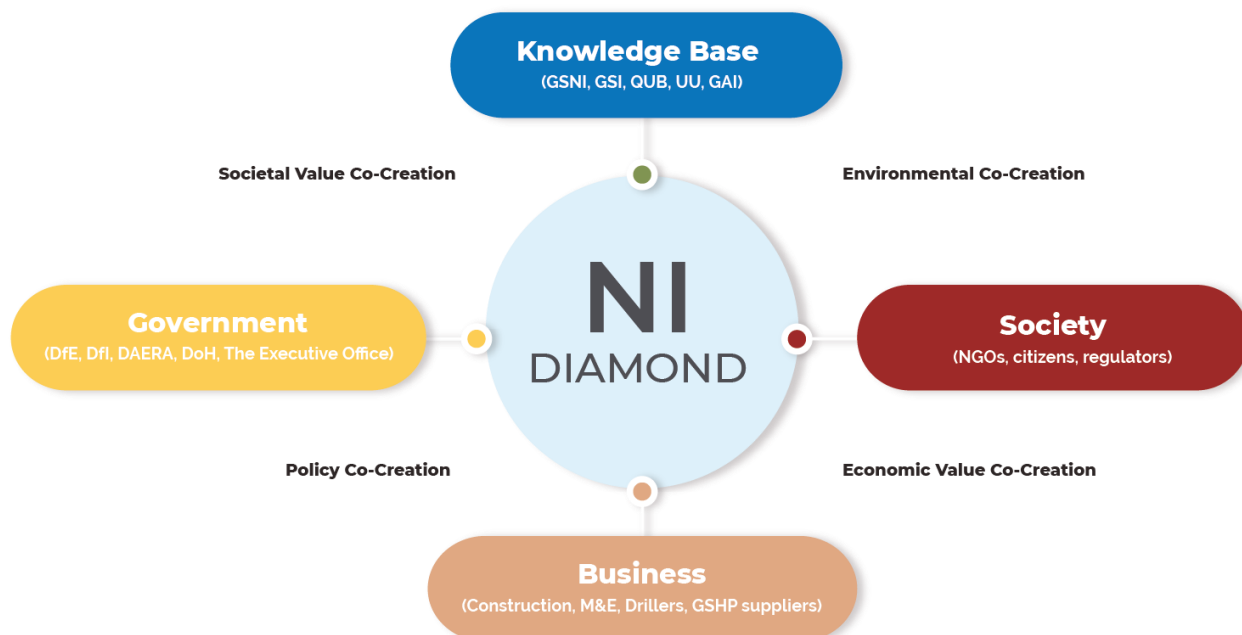 Knowledge Base
(GSNI, GSI, QUB, UU, GAI)
Societal Value Co-Creation
Environmental Co-Creation
NI
DIAMOND
Government
(DfE, DfI, DAERA, DoH, The Executive Office)
Society
(NGOs, citizens, regulators)
Policy Co-Creation
Economic Value Co-Creation
Business
(Construction, M&E, Drillers, GSHP suppliers)